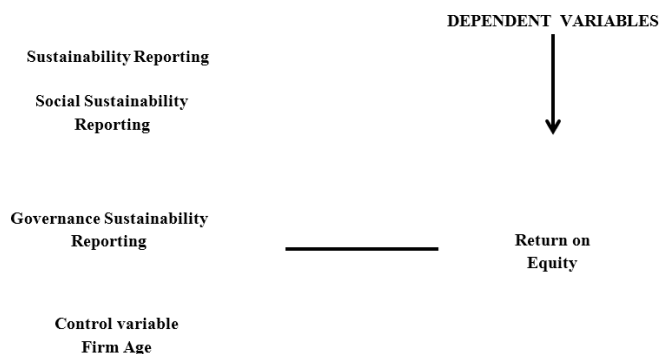 DEPENDENT VARIABLES
Sustainability Reporting
Social Sustainability
Reporting
Governance Sustainability
Reporting
Return on
Equity
Control variable
Firm Age